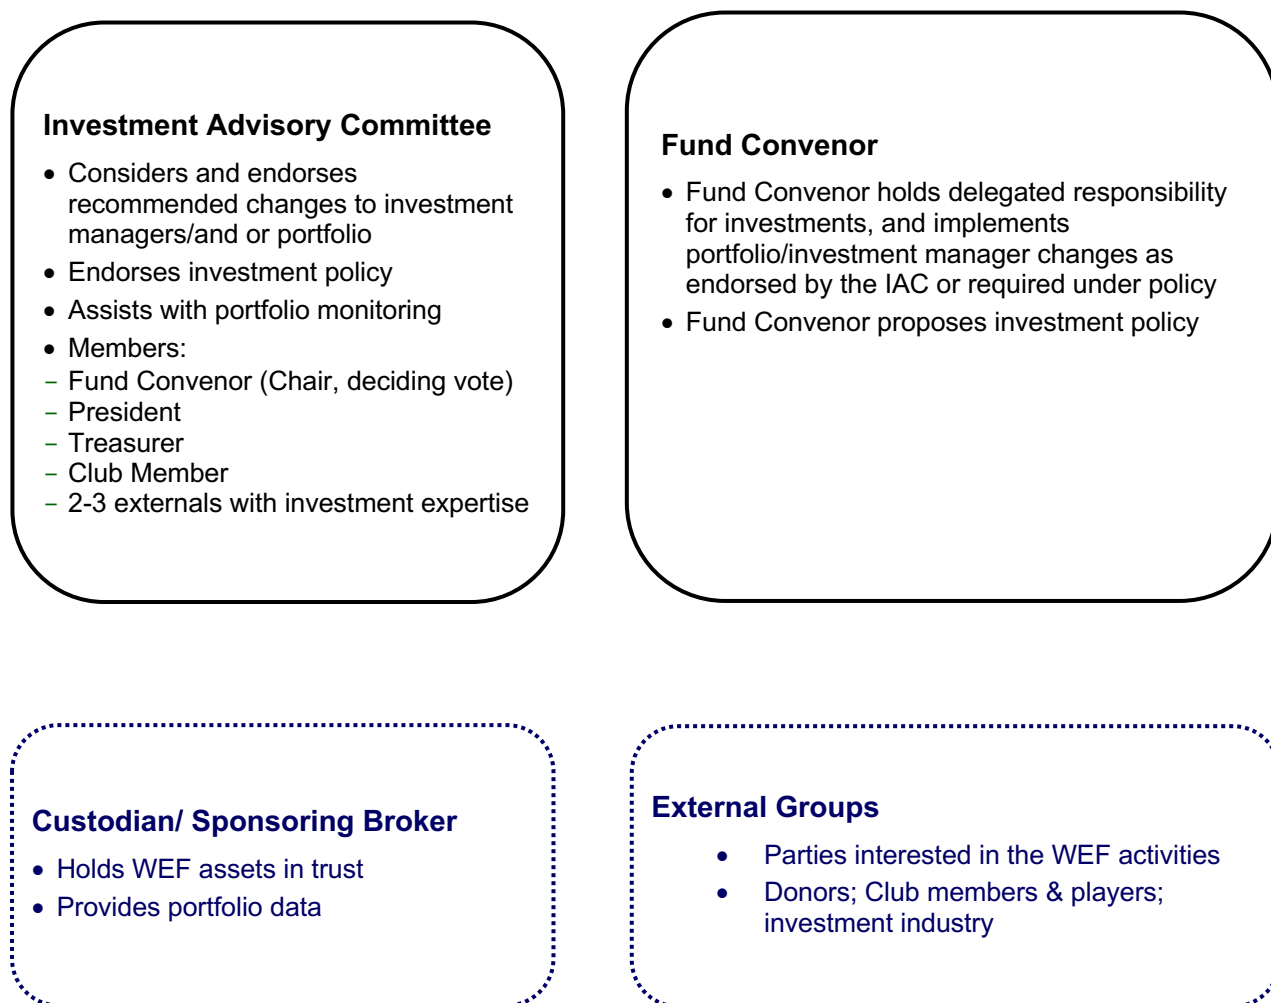 Investment Advisory Committee
• Considers and endorses
recommended changes to investment
managers/and or portfolio
• Endorses investment policy
• Assists with portfolio monitoring
• Members:
– Fund Convenor (Chair, deciding vote)
– President
– Treasurer
– Club Member
– 2-3 externals with investment expertise
Fund Convenor
• Fund Convenor holds delegated responsibility
for investments, and implements
portfolio/investment manager changes as
endorsed by the IAC or required under policy
• Fund Convenor proposes investment policy
Custodian/ Sponsoring Broker
• Holds WEF assets in trust
• Provides portfolio data
External Groups
• Parties interested in the WEF activities
• Donors; Club members & players;
investment industry